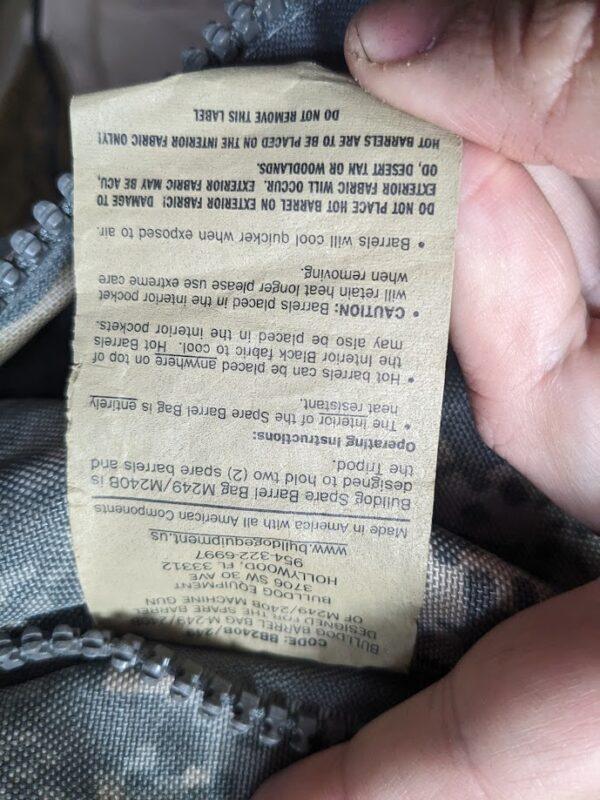 CODE: BB240B/249
BULLDOG BARREL BAG M249/240B
DESIGNED FOR THE SPARE BARREL
OF M249/240B MACHINE GUN
BULLDOG EQUIPMENT
3706 SW 30 AVE
HOLLYWOOD, FL 33312
954-322-6997
www.bulldogequipment.us
Made in America with all American Components
Bulldog Spare Barrel Bag M249/M240B is
designed to hold two (2) spare barrels and
the Tripod.
Operating Instructions:
• The interior of the Spare Barrel Bag is entirely
heat resistant.
• Hot barrels can be placed anywhere on top of
the Interior Black fabric to cool. Hot Barrels
may also be placed in the interior pockets.
• CAUTION: Barrels placed in the interior pocket
will retain heat longer please use extreme care
when removing.
• Barrels will cool quicker when exposed to air.
DO NOT PLACE HOT BARREL ON EXTERIOR FABRIC! DAMAGE TO
EXTERIOR FABRIC WILL OCCUR. EXTERIOR FABRIC MAY BE ACU,
OD, DESERT TAN OR WOODLANDS.
HOT BARRELS ARE TO BE PLACED ON THE INTERIOR FABRIC ONLY!
DO NOT REMOVE THIS LABEL